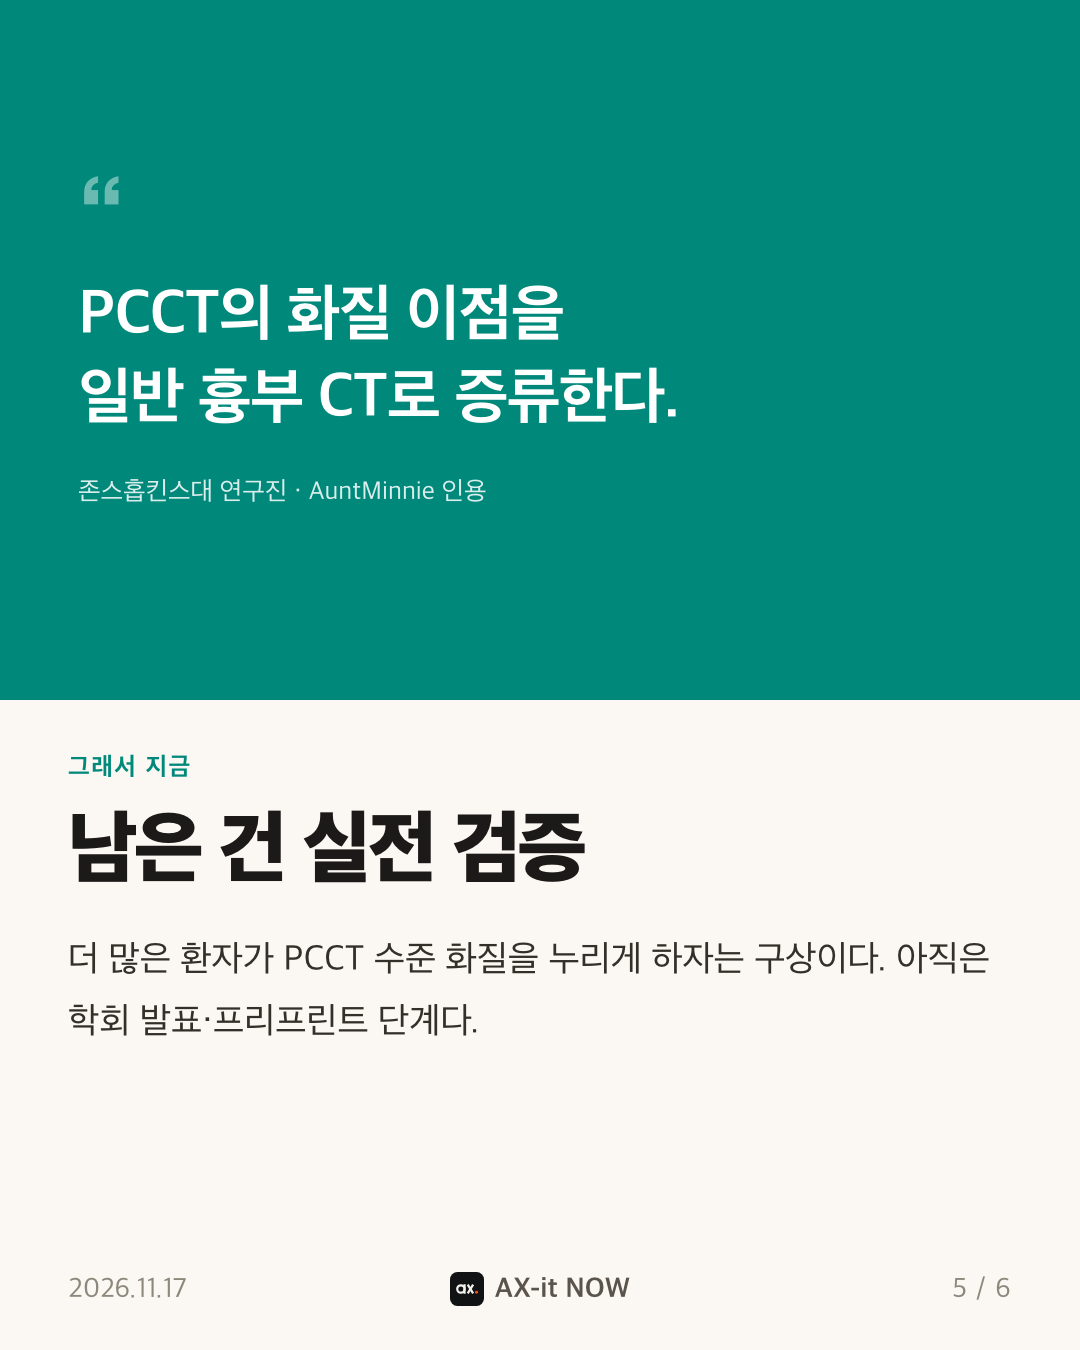 “
PCCT의 화질 이점을
일반 흉부 CT로 증류한다.
존스홉킨스대 연구진 · AuntMinnie 인용
그래서 지금
남은 건 실전 검증
더 많은 환자가 PCCT 수준 화질을 누리게 하자는 구상이다. 아직은
학회 발표·프리프린트 단계다.
2026.11.17
ax.
AX-it NOW
5 / 6